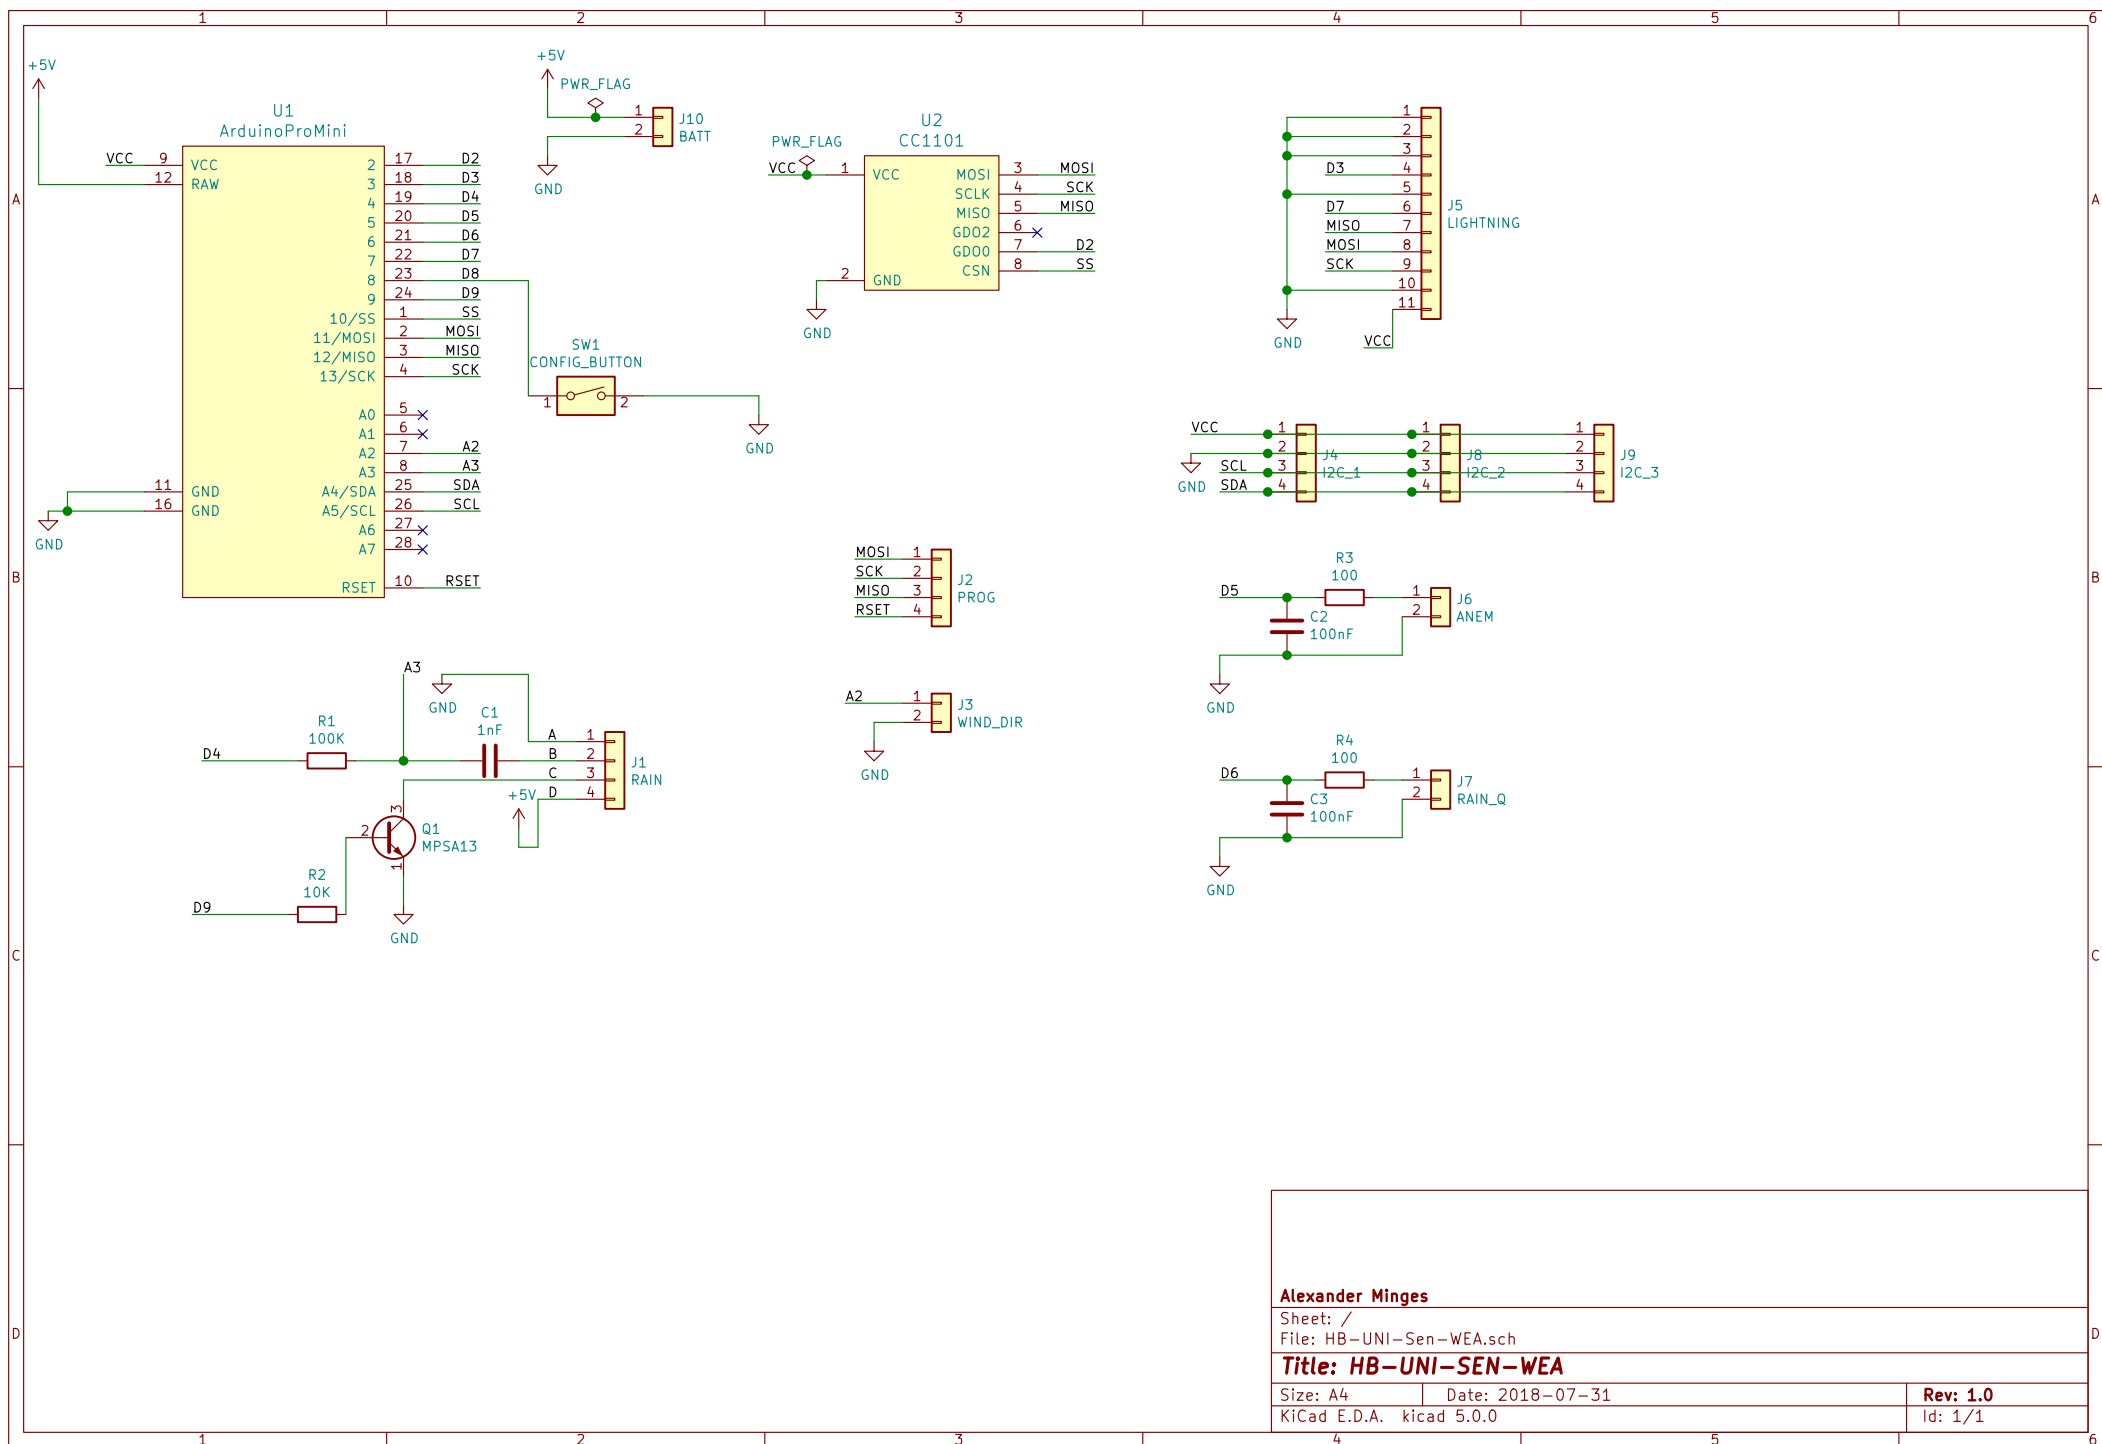 1 2 3 4 5 6
A
B
C
D
+5V
U1
ArduinoProMini
VCC 9 VCC
12 RAW
2 17 D2
3 18 D3
4 19 D4
5 20 D5
6 21 D6
7 22 D7
8 23 D8
9 24 D9
10/SS 1 SS
11/MOSI 2 MOSI
12/MISO 3 MISO
13/SCK 4 SCK
A0 5
A1 6
A2 7 A2
A3 8 A3
11 GND A4/SDA 25 SDA
16 GND A5/SCL 26 SCL
A6 27
A7 28
RSET 10 RSET
GND
+5V
PWR_FLAG
1
2
J10
BATT
GND
SW1
CONFIG_BUTTON
1 2
GND
U2
CC1101
PWR_FLAG
VCC 1 VCC
MOSI 3 MOSI
SCLK 4 SCK
MISO 5 MISO
GDO2 6
GDO0 7 D2
CSN 8 SS
2 GND
GND
1
2
3
D3 4
5
D7 6
MISO 7
MOSI 8
SCK 9
10
11
J5
LIGHTNING
GND
VCC
VCC 1 1 1
2 2 2
SCL 3 3 3
SDA 4 4 4
GND
J4
I2C_1
J8
I2C_2
J9
I2C_3
MOSI 1
SCK 2
MISO 3
RSET 4
J2
PROG
R3
100
D5 1
2
C2
100nF
J6
ANEM
GND
A3
GND
R1
100K
C1
1nF
D4
A 1
B 2
C 3
D 4
J1
RAIN
+5V
3
2
1
Q1
MPSA13
R2
10K
D9
GND
A2 1
2
J3
WIND_DIR
GND
R4
100
D6 1
2
C3
100nF
J7
RAIN_Q
GND
Alexander Minges
Sheet: /
File: HB-UNI-Sen-WEA.sch
Title: HB-UNI-SEN-WEA
Size: A4 Date: 2018-07-31 Rev: 1.0
KiCad E.D.A. kicad 5.0.0 Id: 1/1
A
B
C
D
1 2 3 4 5 6